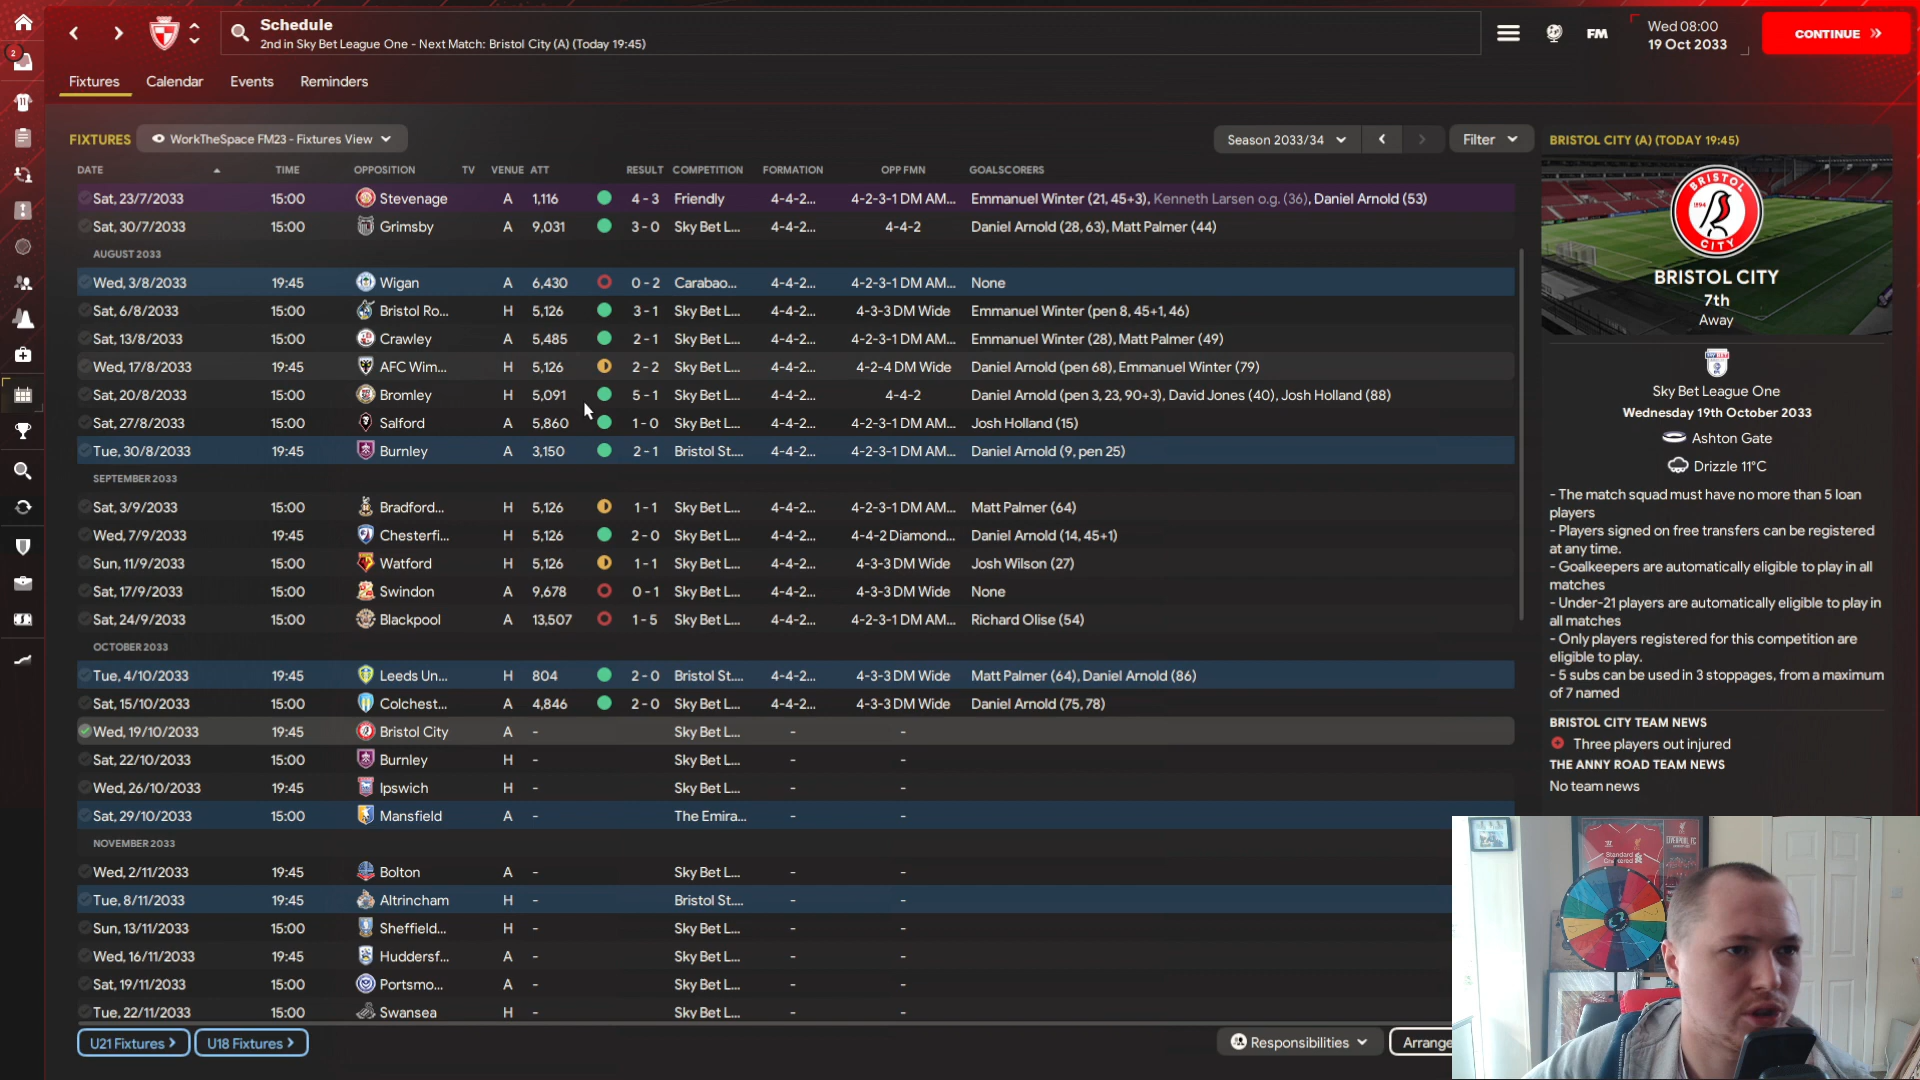 Schedule
2nd in Sky Bet League One - Next Match: Bristol City (A) (Today 19:45)
FM
Wed 08:00
19 Oct 2033
CONTINUE
2
Fixtures Calendar Events Reminders
FIXTURES WorkTheSpace FM23 - Fixtures View Season 2033/34 Filter
DATE TIME OPPOSITION TV VENUE ATT RESULT COMPETITION FORMATION OPP FMN GOALSCORERS
Sat, 23/7/2033 15:00 Stevenage A 1,116 4 - 3 Friendly 4-4-2... 4-2-3-1 DM AM... Emmanuel Winter (21, 45+3), Kenneth Larsen o.g. (36), Daniel Arnold (53)
Sat, 30/7/2033 15:00 Grimsby A 9,031 3 - 0 Sky Bet L... 4-4-2... 4-4-2 Daniel Arnold (28, 63), Matt Palmer (44)
AUGUST 2033
Wed, 3/8/2033 19:45 Wigan A 6,430 0 - 2 Carabao... 4-4-2... 4-2-3-1 DM AM... None
Sat, 6/8/2033 15:00 Bristol Ro... H 5,126 3 - 1 Sky Bet L... 4-4-2... 4-3-3 DM Wide Emmanuel Winter (pen 8, 45+1, 46)
Sat, 13/8/2033 15:00 Crawley A 5,485 2 - 1 Sky Bet L... 4-4-2... 4-2-3-1 DM AM... Emmanuel Winter (28), Matt Palmer (49)
Wed, 17/8/2033 19:45 AFC Wim... H 5,126 2 - 2 Sky Bet L... 4-4-2... 4-2-4 DM Wide Daniel Arnold (pen 68), Emmanuel Winter (79)
Sat, 20/8/2033 15:00 Bromley H 5,091 5 - 1 Sky Bet L... 4-4-2... 4-4-2 Daniel Arnold (pen 3, 23, 90+3), David Jones (40), Josh Holland (88)
Sat, 27/8/2033 15:00 Salford A 5,860 1 - 0 Sky Bet L... 4-4-2... 4-2-3-1 DM AM... Josh Holland (15)
Tue, 30/8/2033 19:45 Burnley A 3,150 2 - 1 Bristol St.... 4-4-2... 4-2-3-1 DM AM... Daniel Arnold (9, pen 25)
SEPTEMBER 2033
Sat, 3/9/2033 15:00 Bradford... H 5,126 1 - 1 Sky Bet L... 4-4-2... 4-2-3-1 DM AM... Matt Palmer (64)
Wed, 7/9/2033 19:45 Chesterfi... H 5,126 2 - 0 Sky Bet L... 4-4-2... 4-4-2 Diamond... Daniel Arnold (14, 45+1)
Sun, 11/9/2033 15:00 Watford H 5,126 1 - 1 Sky Bet L... 4-4-2... 4-3-3 DM Wide Josh Wilson (27)
Sat, 17/9/2033 15:00 Swindon A 9,678 0 - 1 Sky Bet L... 4-4-2... 4-3-3 DM Wide None
Sat, 24/9/2033 15:00 Blackpool A 13,507 1 - 5 Sky Bet L... 4-4-2... 4-2-3-1 DM AM... Richard Olise (54)
OCTOBER 2033
Tue, 4/10/2033 19:45 Leeds Un... H 804 2 - 0 Bristol St.... 4-4-2... 4-3-3 DM Wide Matt Palmer (64), Daniel Arnold (86)
Sat, 15/10/2033 15:00 Colchest... A 4,846 2 - 0 Sky Bet L... 4-4-2... 4-3-3 DM Wide Daniel Arnold (75, 78)
Wed, 19/10/2033 19:45 Bristol City A - Sky Bet L... - -
Sat, 22/10/2033 15:00 Burnley H - Sky Bet L... - -
Wed, 26/10/2033 19:45 Ipswich H - Sky Bet L... - -
Sat, 29/10/2033 15:00 Mansfield A - The Emira... - -
NOVEMBER 2033
Wed, 2/11/2033 19:45 Bolton A - Sky Bet L... - -
Tue, 8/11/2033 19:45 Altrincham H - Bristol St.... - -
Sun, 13/11/2033 15:00 Sheffield... H - Sky Bet L... - -
Wed, 16/11/2033 19:45 Huddersf... A - Sky Bet L... - -
Sat, 19/11/2033 15:00 Portsmo... A - Sky Bet L... - -
Tue, 22/11/2033 15:00 Swansea H - Sky Bet L... - -
U21 Fixtures U18 Fixtures Responsibilities Arrange
BRISTOL CITY (A) (TODAY 19:45)
1894
BRISTOL
CITY
BRISTOL CITY
7th
Away
Sky Bet League One
Wednesday 19th October 2033
Ashton Gate
Drizzle 11°C
- The match squad must have no more than 5 loan
players
- Players signed on free transfers can be registered
at any time.
- Goalkeepers are automatically eligible to play in all
matches
- Under-21 players are automatically eligible to play in
all matches
- Only players registered for this competition are
eligible to play.
- 5 subs can be used in 3 stoppages, from a maximum
of 7 named
BRISTOL CITY TEAM NEWS
Three players out injured
THE ANNY ROAD TEAM NEWS
No team news
LIVERPOOL FC
Standard
Chartered